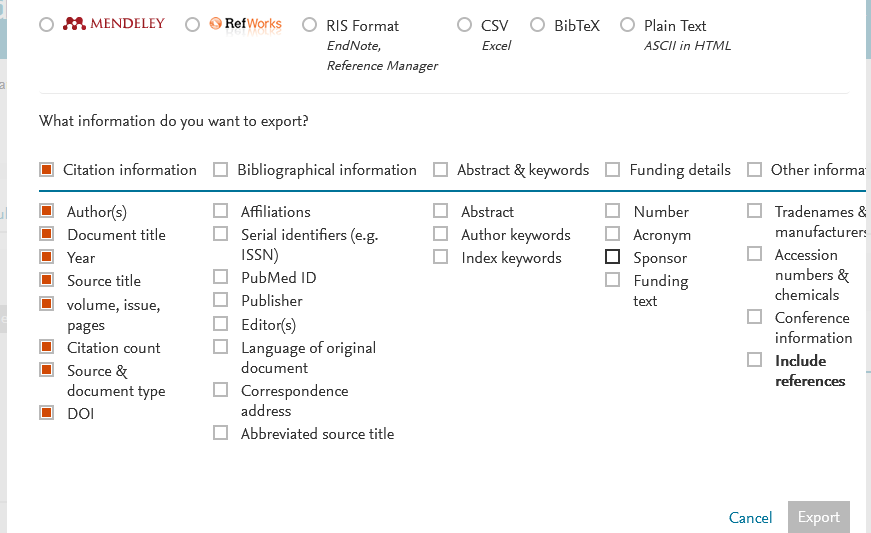 MENDELEY RefWorks RIS Format CSV BibTeX Plain Text
EndNote, Excel ASCII in HTML
Reference Manager
What information do you want to export?
Citation information Bibliographical information Abstract & keywords Funding details Other informa
Author(s)
Document title
Year
Source title
volume, issue,
pages
Citation count
Source &
document type
DOI
Affiliations
Serial identifiers (e.g.
ISSN)
PubMed ID
Publisher
Editor(s)
Language of original
document
Correspondence
address
Abbreviated source title
Abstract
Author keywords
Index keywords
Number
Acronym
Sponsor
Funding
text
Tradenames &
manufacturers
Accession
numbers &
chemicals
Conference
information
Include
references
Cancel Export